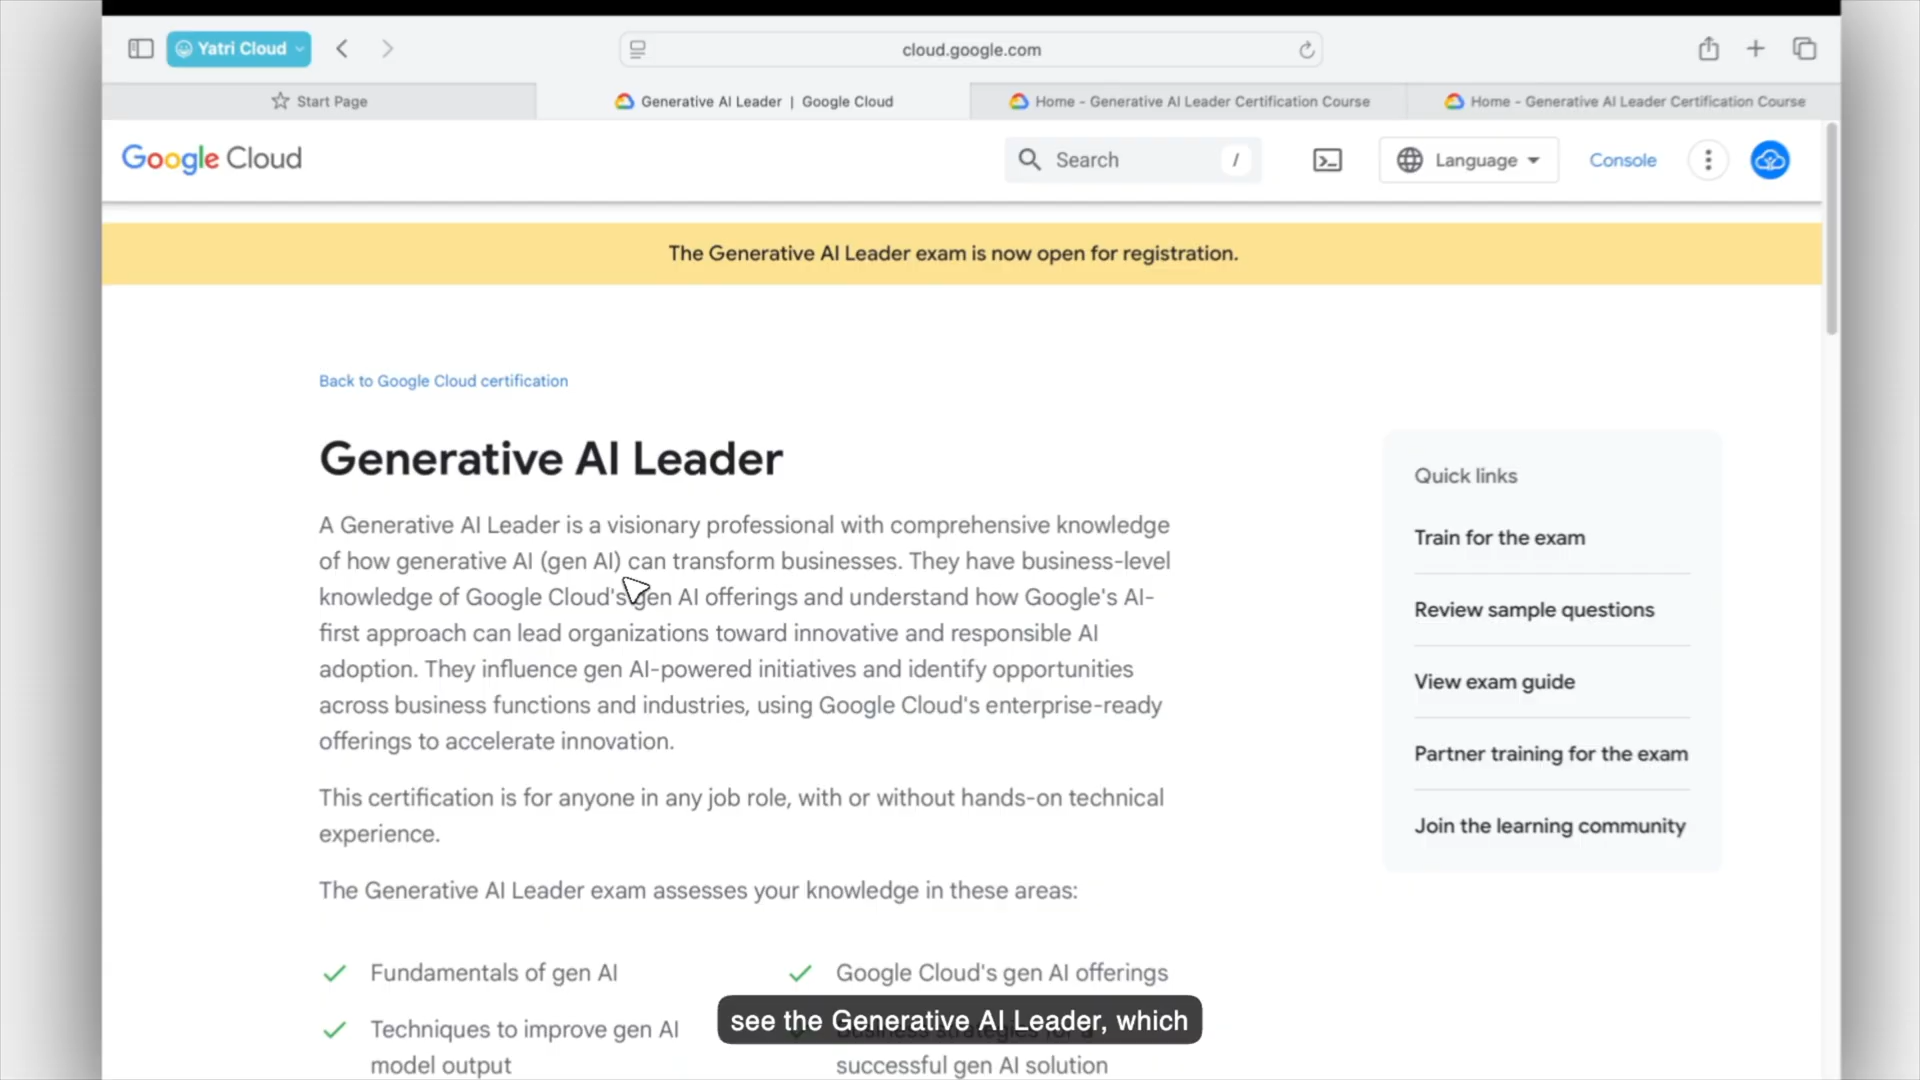 Yatri Cloud
cloud.google.com
Start Page
Generative AI Leader | Google Cloud
Home - Generative AI Leader Certification Course
Home - Generative AI Leader Certification Course
Google Cloud
Search /
Language
Console
The Generative AI Leader exam is now open for registration.
Back to Google Cloud certification
Generative AI Leader
A Generative AI Leader is a visionary professional with comprehensive knowledge
of how generative AI (gen AI) can transform businesses. They have business-level
knowledge of Google Cloud's gen AI offerings and understand how Google's AI-
first approach can lead organizations toward innovative and responsible AI
adoption. They influence gen AI-powered initiatives and identify opportunities
across business functions and industries, using Google Cloud's enterprise-ready
offerings to accelerate innovation.
This certification is for anyone in any job role, with or without hands-on technical
experience.
The Generative AI Leader exam assesses your knowledge in these areas:
Fundamentals of gen AI
Techniques to improve gen AI
model output
Google Cloud's gen AI offerings
successful gen AI solution
Quick links
Train for the exam
Review sample questions
View exam guide
Partner training for the exam
Join the learning community
see the Generative AI Leader, which